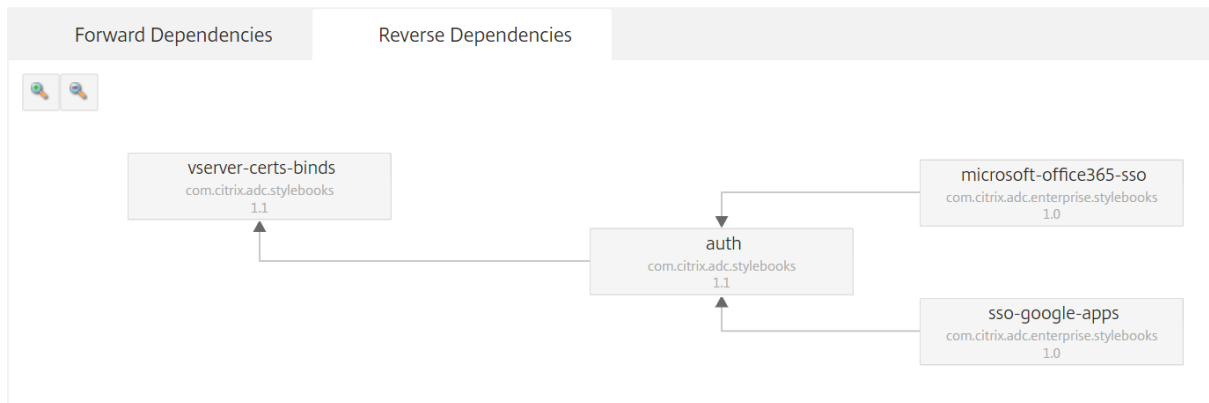 Forward Dependencies
Reverse Dependencies
vserver-certs-binds
com.citrix.adc.stylebooks
1.1
auth
com.citrix.adc.stylebooks
1.1
microsoft-office365-sso
com.citrix.adc.enterprise.stylebooks
1.0
sso-google-apps
com.citrix.adc.enterprise.stylebooks
1.0